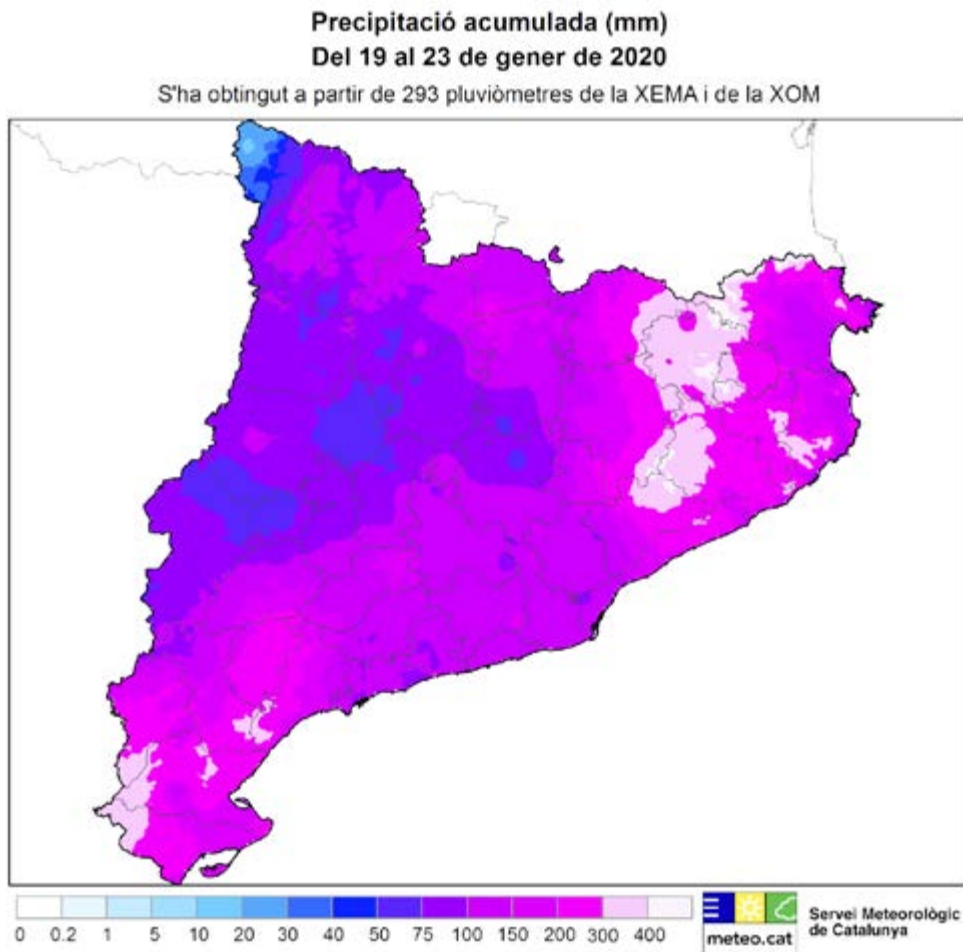 Precipitació acumulada (mm)
Del 19 al 23 de gener de 2020
S'ha obtingut a partir de 293 pluviòmetres de la XEMA i de la XOM
0 0.2 1 5 10 20 30 40 50 75 100 150 200 300 400
meteo.cat
Servei Meteorològic
de Catalunya